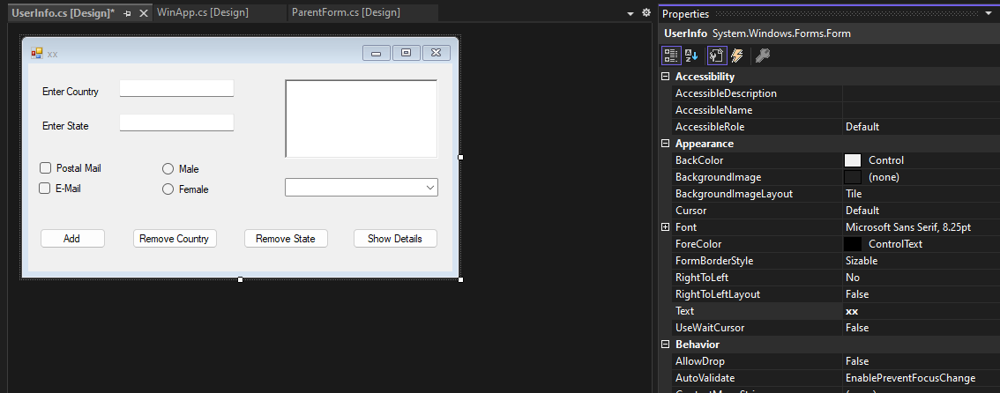 UserInfo.cs [Design]*
WinApp.cs [Design]
ParentForm.cs [Design]
xx
Enter Country
Enter State
Postal Mail
Male
E-Mail
Female
Add
Remove Country
Remove State
Show Details
Properties
UserInfo System.Windows.Forms.Form
Accessibility
AccessibleDescription
AccessibleName
AccessibleRole Default
Appearance
BackColor Control
BackgroundImage (none)
BackgroundImageLayout Tile
Cursor Default
Font Microsoft Sans Serif, 8.25pt
ForeColor ControlText
FormBorderStyle Sizable
RightToLeft No
RightToLeftLayout False
Text xx
UseWaitCursor False
Behavior
AllowDrop False
AutoValidate EnablePreventFocusChange